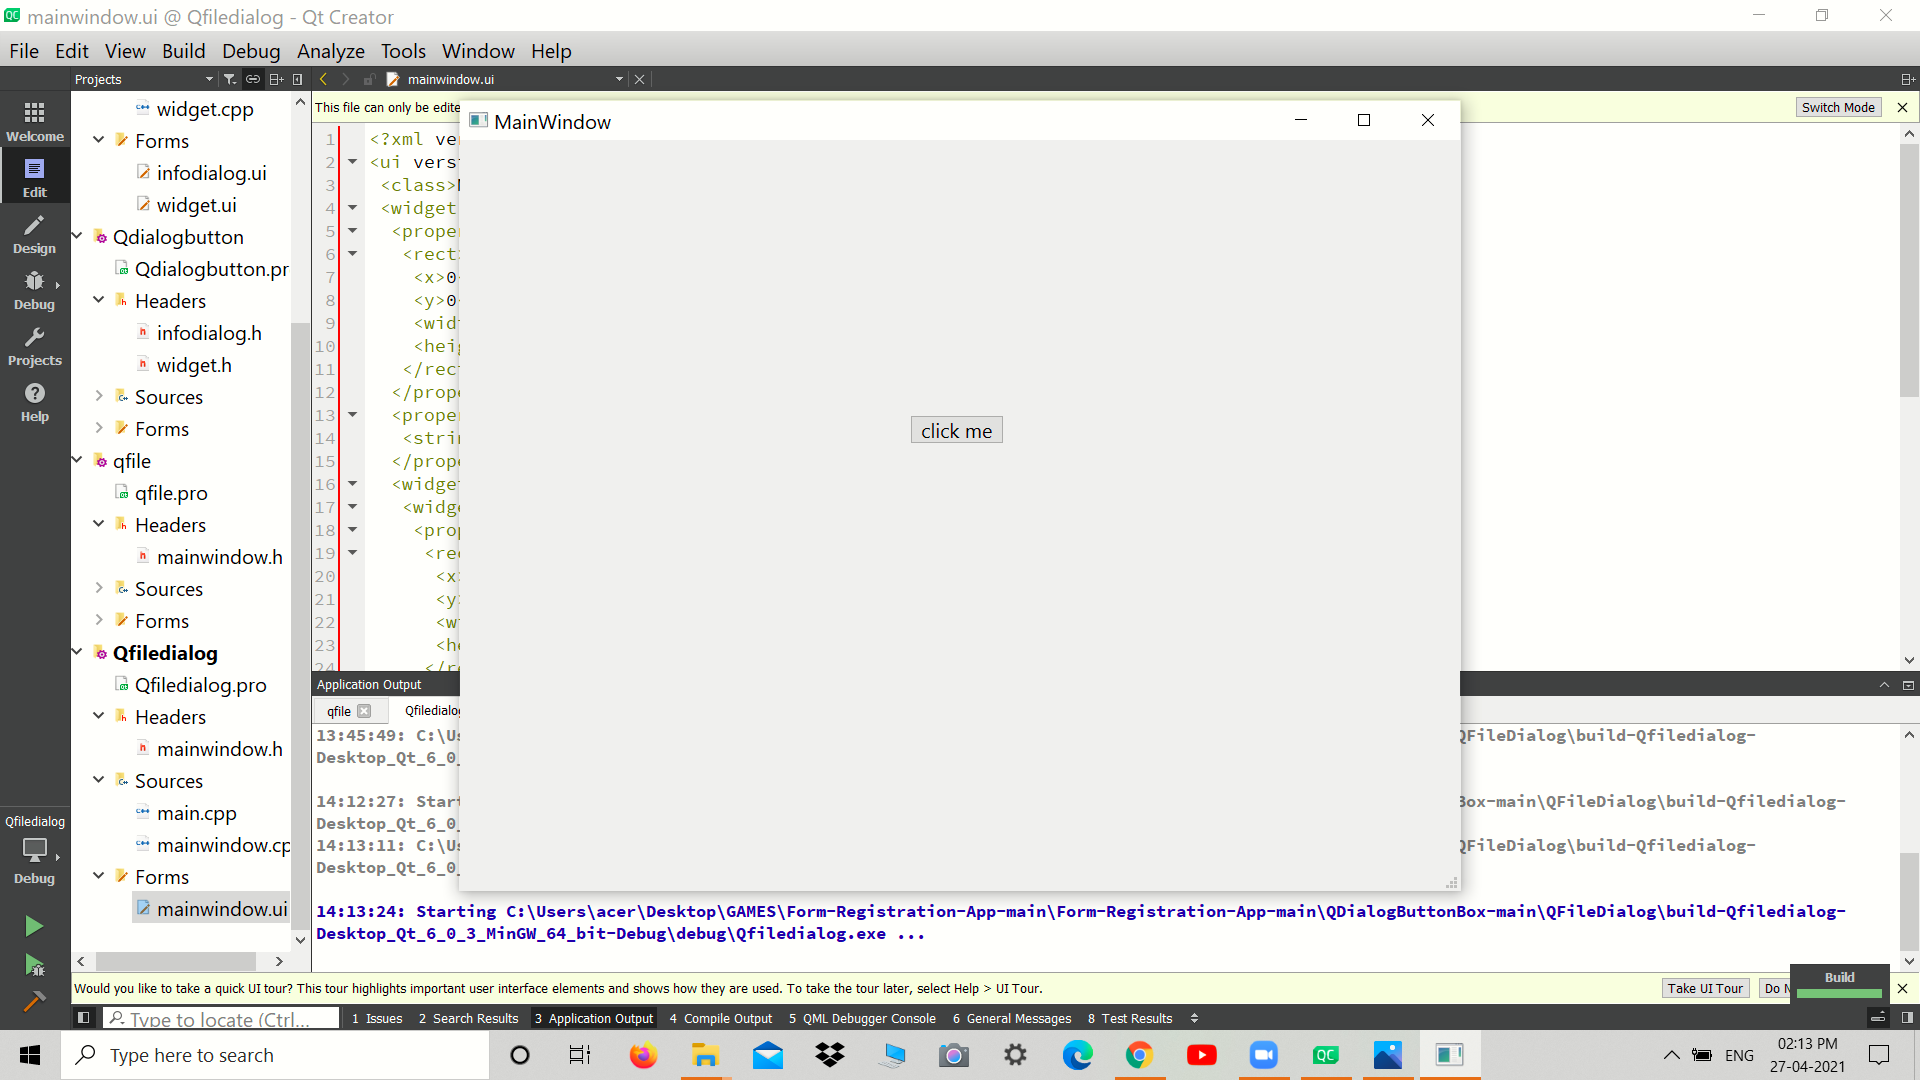 mainwindow.ui @ Qfiledialog - Qt Creator
File Edit View Build Debug Analyze Tools Window Help
Projects
mainwindow.ui
Welcome
Edit
Design
Debug
Projects
Help
widget.cpp
Forms
infodialog.ui
widget.ui
Qdialogbutton
Qdialogbutton.pr
Headers
infodialog.h
widget.h
Sources
Forms
qfile
qfile.pro
Headers
mainwindow.h
Sources
Forms
Qfiledialog
Qfiledialog.pro
Headers
mainwindow.h
Sources
main.cpp
mainwindow.cp
Forms
mainwindow.ui
Qfiledialog
Debug
This file can only be edite
Switch Mode
1 <?xml ve
2 <ui vers
3 <class>
4 <widget
5 <prope
6 <rect
7 <x>0
8 <y>0
9 <wid
10 <hei
11 </rect
12 </prope
13 <prope
14 <stri
15 </prope
16 <widge
17 <widg
18 <prop
19 <re
20 <x
21 <y
22 <w
23 <he
24 </re
MainWindow
click me
Application Output
qfile
Qfiledialo
13:45:49: C:\Us QFileDialog\build-Qfiledialog-
Desktop_Qt_6_0_
14:12:27: Star Box-main\QFileDialog\build-Qfiledialog-
Desktop_Qt_6_0_
14:13:11: C:\Us QFileDialog\build-Qfiledialog-
Desktop_Qt_6_0_
14:13:24: Starting C:\Users\acer\Desktop\GAMES\Form-Registration-App-main\Form-Registration-App-main\QDialogButtonBox-main\QFileDialog\build-Qfiledialog-
Desktop_Qt_6_0_3_MinGW_64_bit-Debug\debug\Qfiledialog.exe ...
Would you like to take a quick UI tour? This tour highlights important user interface elements and shows how they are used. To take the tour later, select Help > UI Tour.
Take UI Tour
Do N
Build
Type to locate (Ctrl...
1 Issues 2 Search Results 3 Application Output 4 Compile Output 5 QML Debugger Console 6 General Messages 8 Test Results
Type here to search
ENG
02:13 PM
27-04-2021